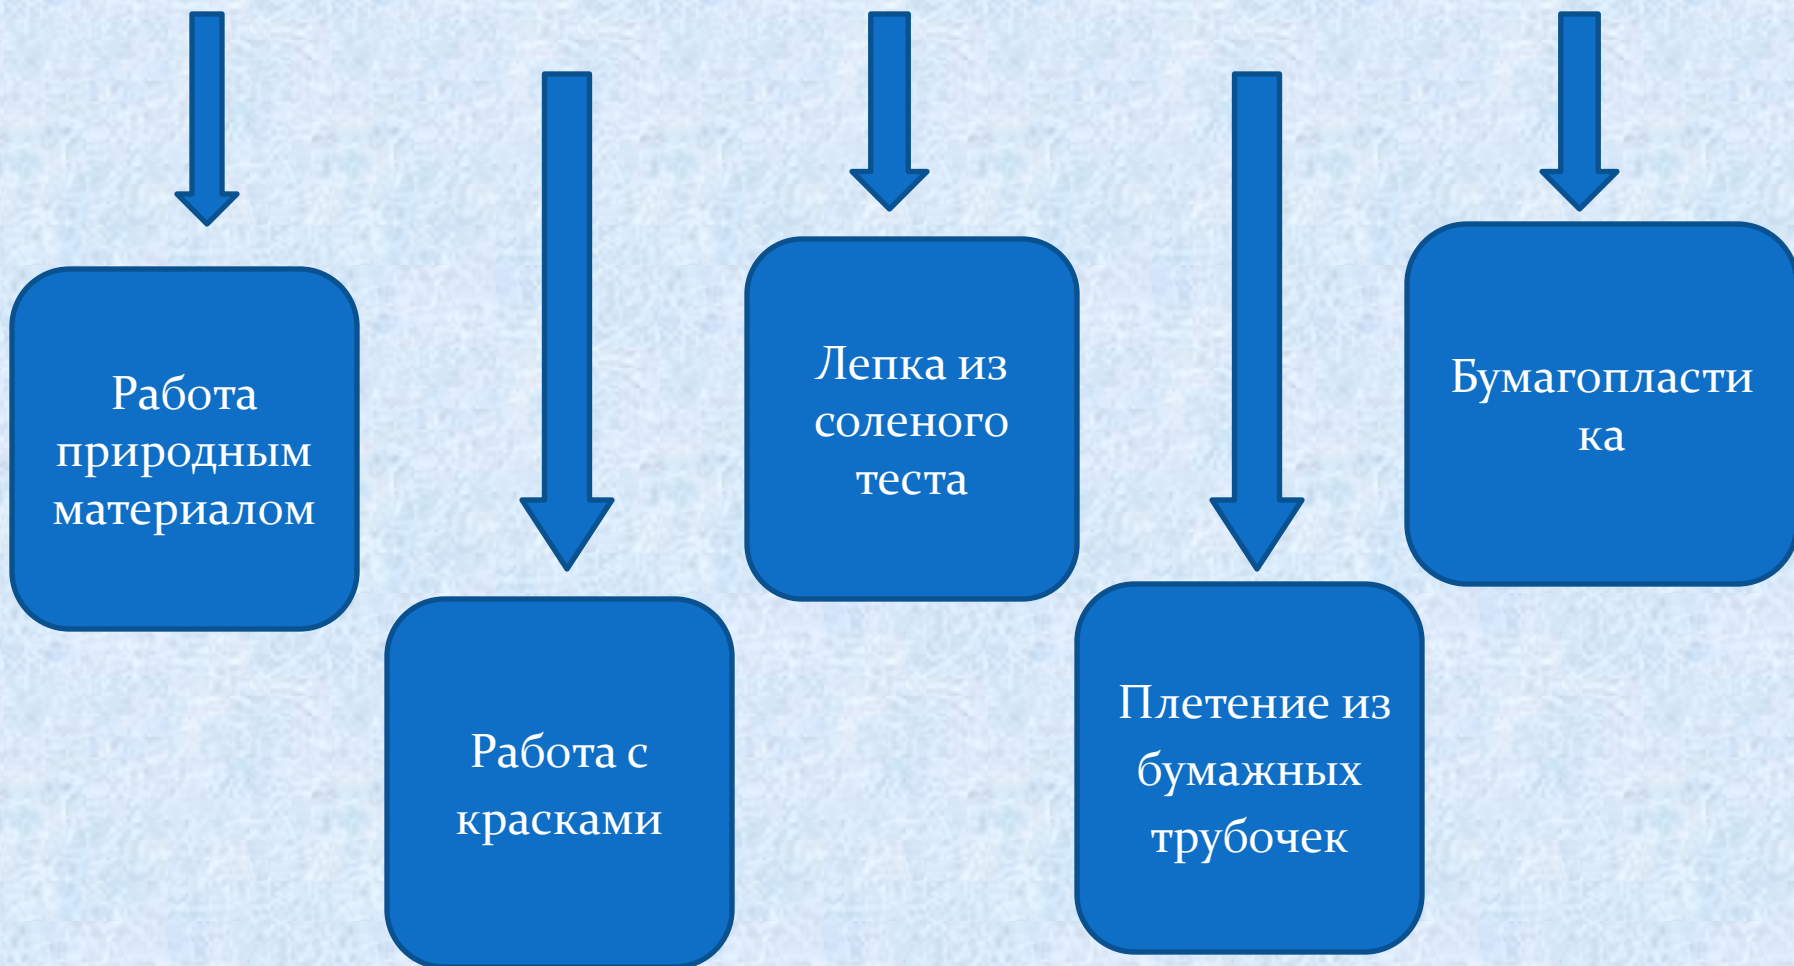 Работа
природным
материалом
Работа с
красками
Лепка из
соленого
теста
Плетение из
бумажных
трубочек
Бумагопласти
ка